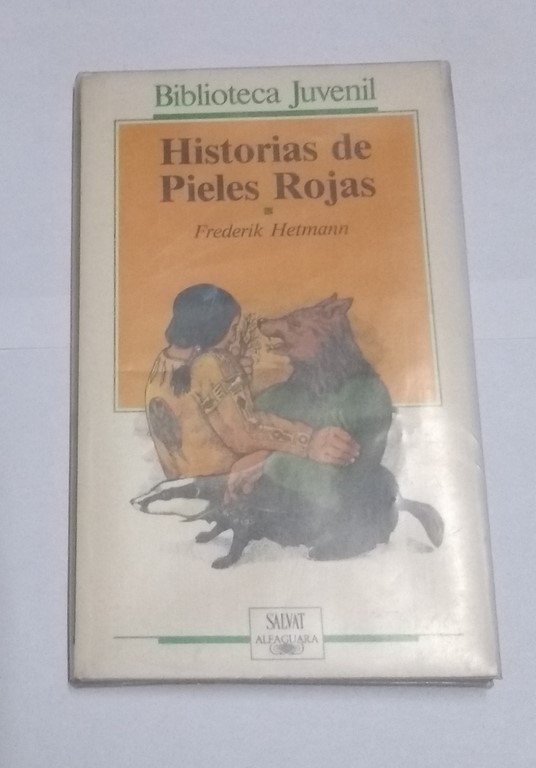 Biblioteca Juvenil
Historias de
Pieles Rojas
Frederik Hetmann
SALVAT
ALFAGUARA